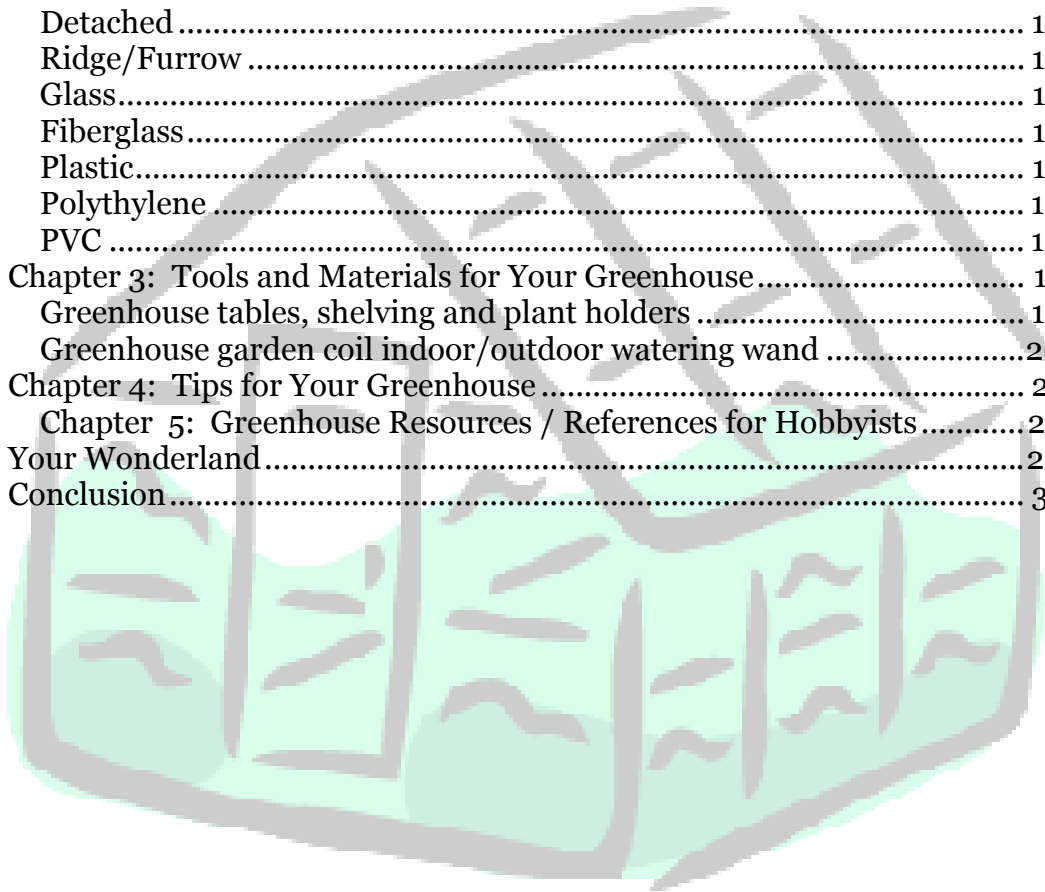 Detached........................................................................................................ 1
Ridge/Furrow ............................................................................................... 1
Glass............................................................................................................... 1
Fiberglass...................................................................................................... 1
Plastic............................................................................................................. 1
Polythylene ................................................................................................... 1
PVC ................................................................................................................ 1
Chapter 3:  Tools and Materials for Your Greenhouse................................. 1
Greenhouse tables, shelving and plant holders ........................................ 1
Greenhouse garden coil indoor/outdoor watering wand .........................2
Chapter 4:  Tips for Your Greenhouse ........................................................... 2
Chapter  5:  Greenhouse Resources / References for Hobbyists.............2
Your Wonderland.............................................................................................2
Conclusion....................................................................................................... 3